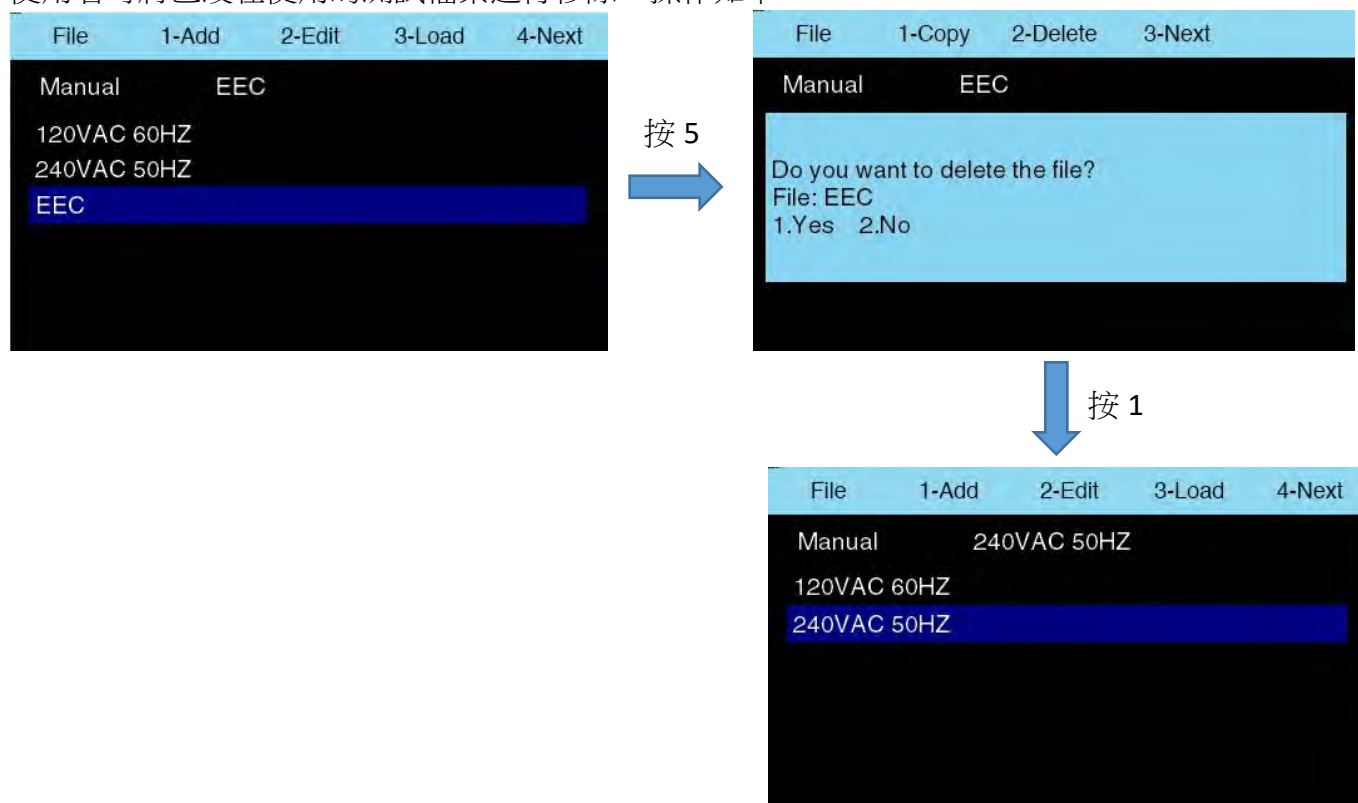 File 1-Add 2-Edit 3-Load 4-Next
Manual EEC
120VAC 60HZ
240VAC 50HZ
EEC
按 5
File 1-Copy 2-Delete 3-Next
Manual EEC
Do you want to delete the file?
File: EEC
1.Yes 2.No
按 1
File 1-Add 2-Edit 3-Load 4-Next
Manual 240VAC 50HZ
120VAC 60HZ
240VAC 50HZ